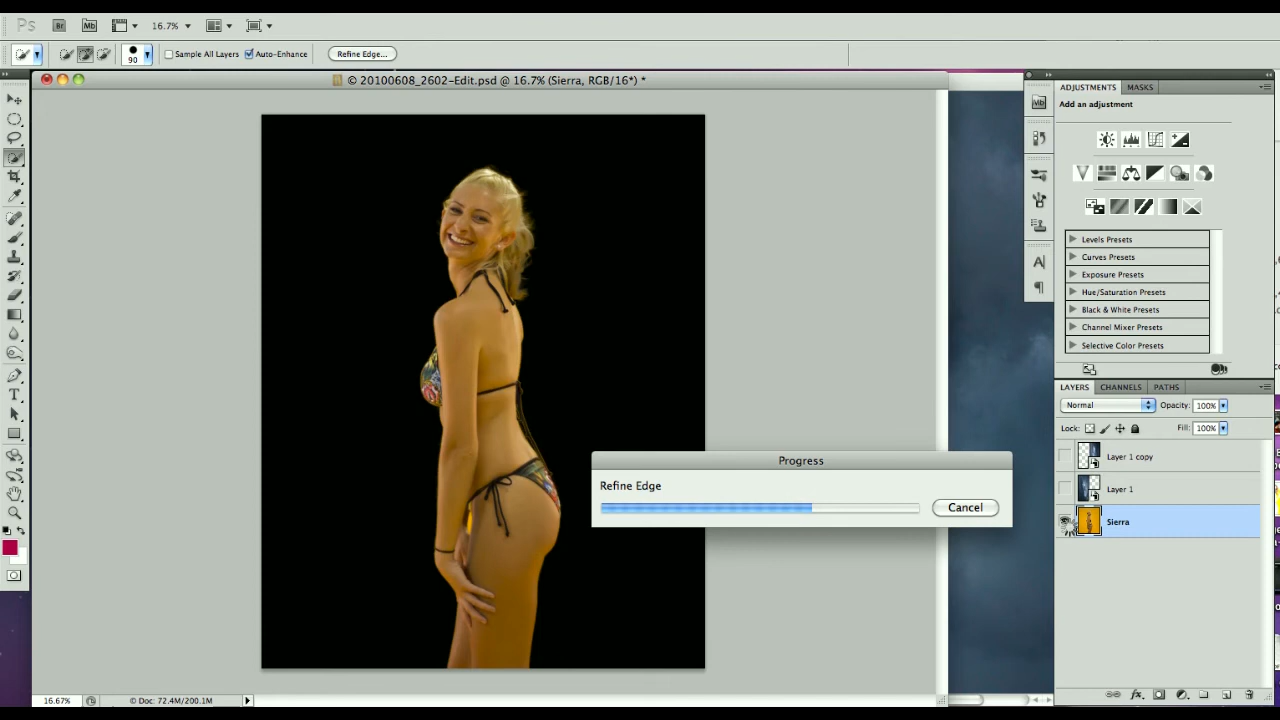 Ps Br Mb 16.7%
90 Sample All Layers Auto-Enhance Refine Edge...
© 20100608_2602-Edit.psd @ 16.7% (Sierra, RGB/16*) *
ADJUSTMENTS MASKS
Add an adjustment
Mb
Levels Presets
Curves Presets
Exposure Presets
Hue/Saturation Presets
Black & White Presets
Channel Mixer Presets
Selective Color Presets
LAYERS CHANNELS PATHS
Normal Opacity: 100%
Lock: Fill: 100%
Layer 1 copy
Layer 1
Sierra
Progress
Refine Edge
Cancel
16.67% © Doc: 72.4M/200.1M